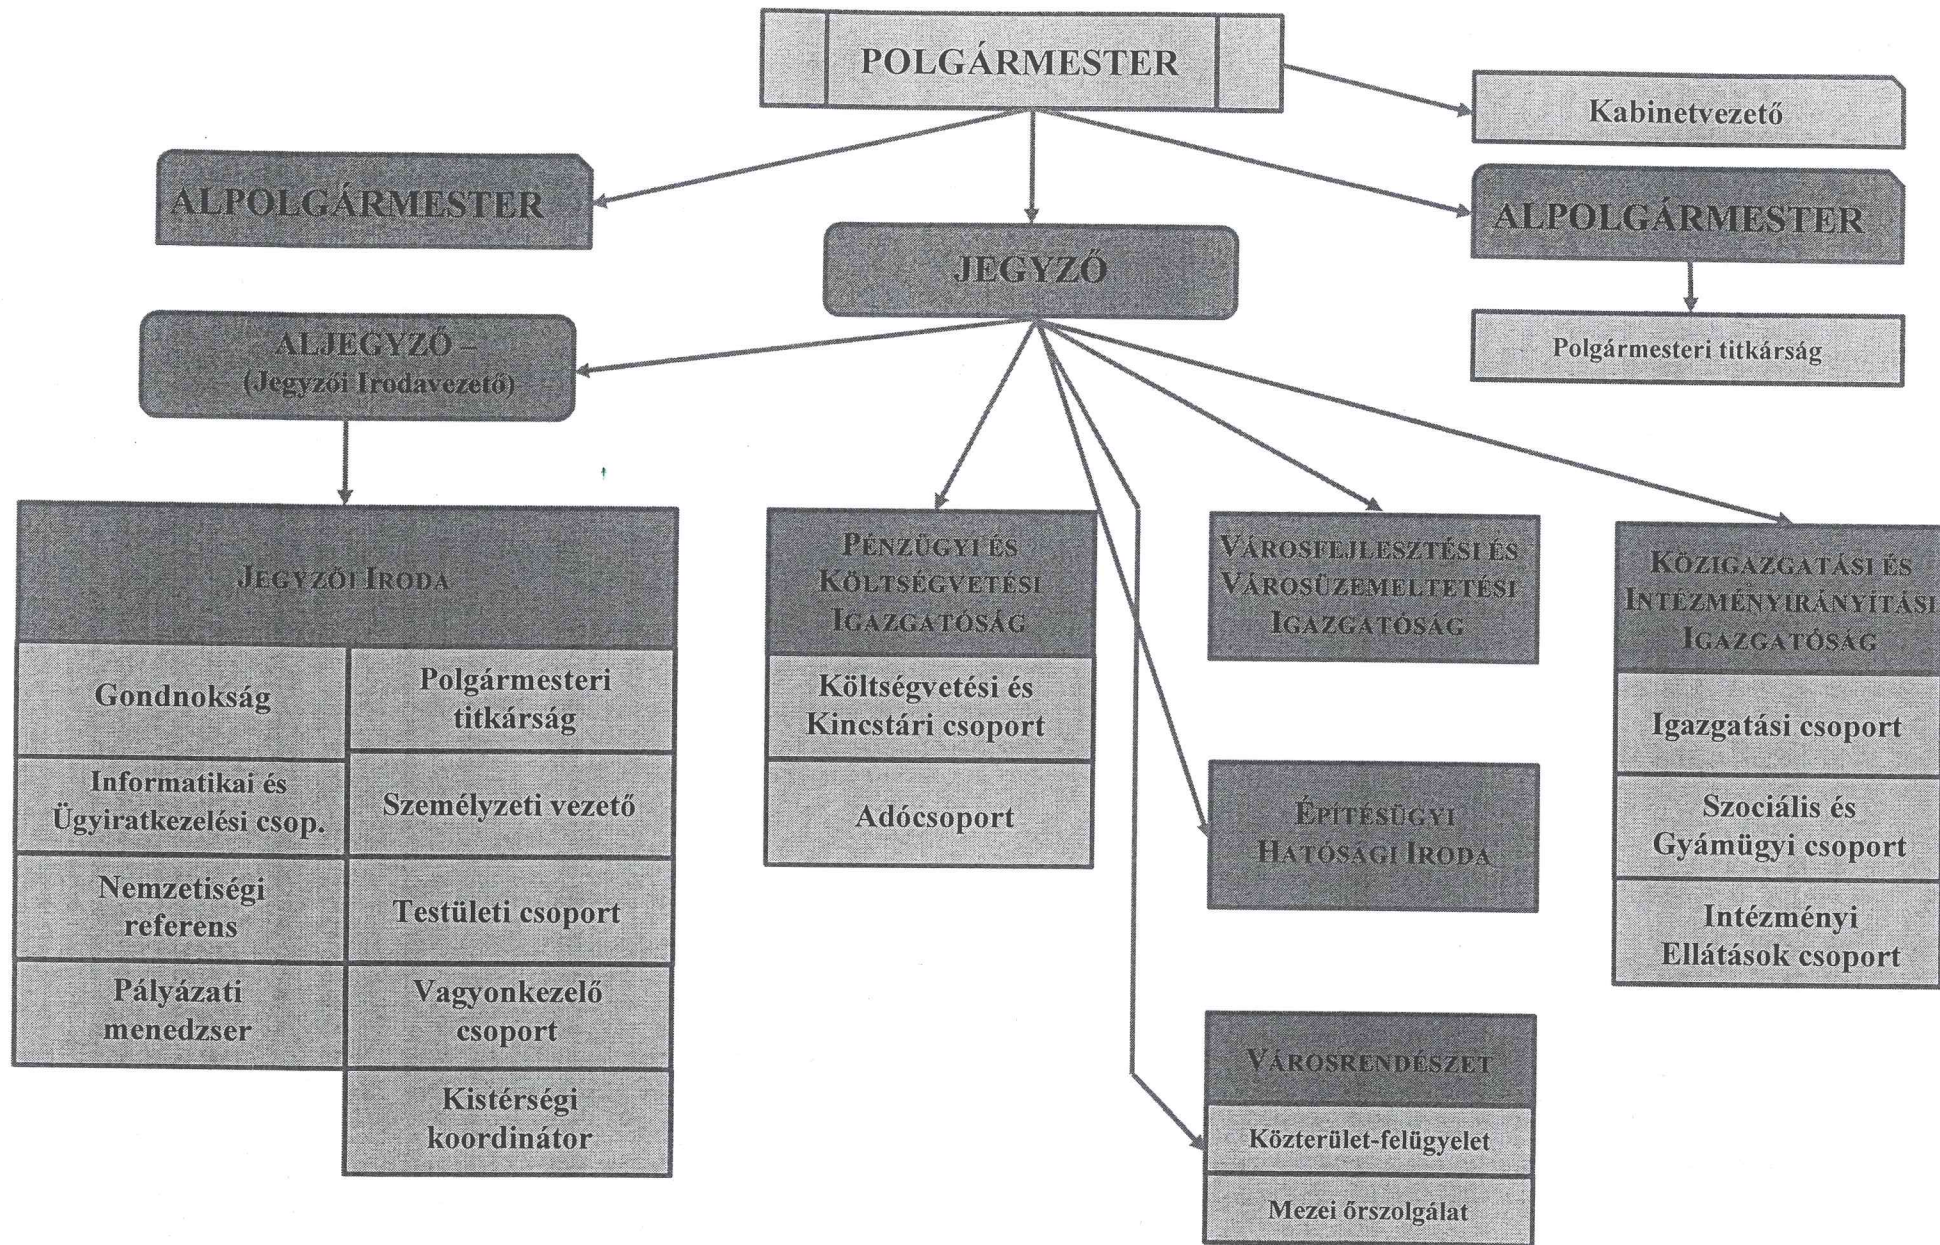 POLGÁRMESTER
Kabinetvezető
ALPOLGÁRMESTER
ALPOLGÁRMESTER
JEGYZŐ
Polgármesteri titkárság
ALJEGYZŐ –
(Jegyzői Irodavezető)
JEGYZŐI IRODA
Gondnokság
Informatikai és
Ügyiratkezelési csop.
Nemzetiségi
referens
Pályázati
menedzser
Polgármesteri
titkárság
Személyzeti vezető
Testületi csoport
Vagyonkezelő
csoport
Kistérségi
koordinátor
PÉNZÜGYI ÉS
KÖLTSÉGVETÉSI
IGAZGATÓSÁG
Költségvetési és
Kincstári csoport
Adócsoport
VÁROSFEJLESZTÉSI ÉS
VÁROSÜZEMELTETÉSI
IGAZGATÓSÁG
ÉPÍTÉSÜGYI
HATÓSÁGI IRODA
VÁROSRENDÉSZET
Közterület-felügyelet
Mezei őrszolgálat
KÖZIGAZGATÁSI ÉS
INTÉZMÉNYIRÁNYÍTÁSI
IGAZGATÓSÁG
Igazgatási csoport
Szociális és
Gyámügyi csoport
Intézményi
Ellátások csoport